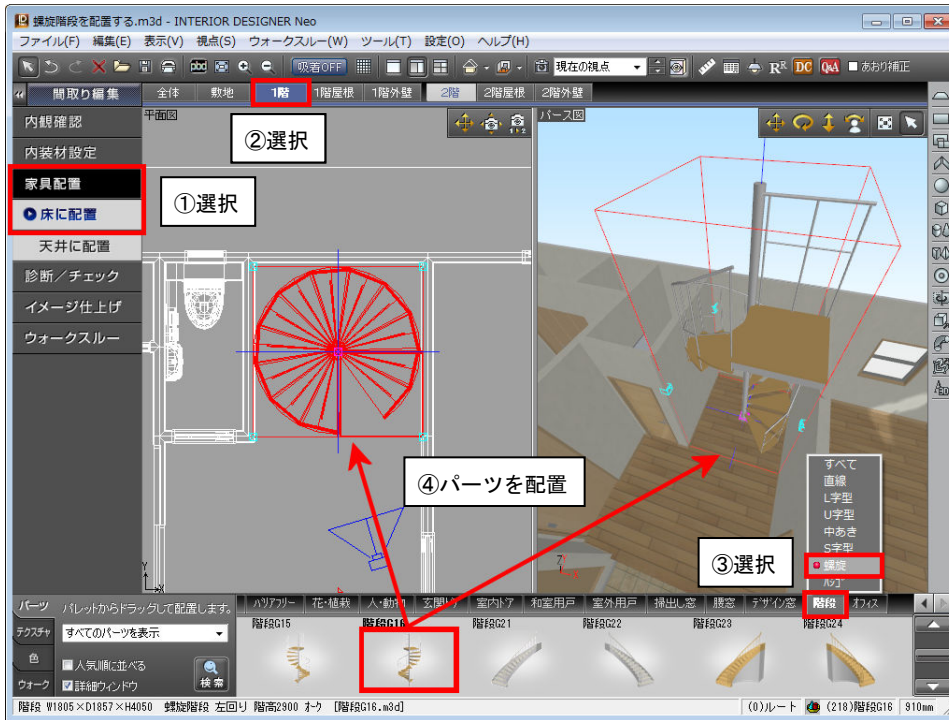 螺旋階段を配置する.m3d - INTERIOR DESIGNER Neo
ファイル(F) 編集(E) 表示(V) 視点(S) ウォークスルー(W) ツール(T) 設定(O) ヘルプ(H)
吸着OFF 現在の視点 RR DC Q&A あおり補正
間取り編集 全体 敷地 1階 1階屋根 1階外壁 2階 2階屋根 2階外壁
平面図 パース図
内観確認
②選択
内装材設定
家具配置
①選択
床に配置
天井に配置
診断/チェック
イメージ仕上げ
ウォークスルー
すべて
直線
④パーツを配置
L字型
U字型
中あき
S字型
③選択
螺旋
ハシゴ
Y
X
Z
パーツ パレットからドラッグして配置します。 バリアフリー 花・植栽 人・動物 玄関ドア 室内ドア 和室用戸 室外用戸 掃出し窓 腰窓 デザイン窓 階段 オフィス
テクスチャ すべてのパーツを表示 階段G15 階段G16 階段G21 階段G22 階段G23 階段G24
色 人気順に並べる
ウォーク 詳細ウィンドウ 検索
階段 W1805×D1857×H4050 螺旋階段 左回り 階高2900 オーク [階段G16.m3d] (0)ルート (218)階段G16 910mm